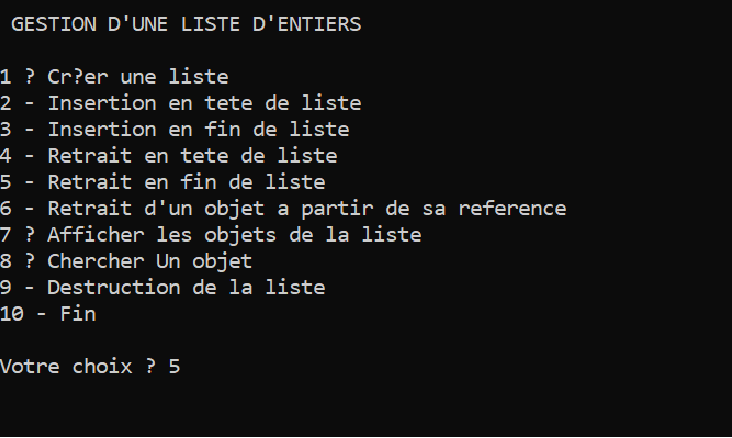 GESTION D'UNE LISTE D'ENTIERS
1 ? Cr?er une liste
2 - Insertion en tete de liste
3 - Insertion en fin de liste
4 - Retrait en tete de liste
5 - Retrait en fin de liste
6 - Retrait d'un objet a partir de sa reference
7 ? Afficher les objets de la liste
8 ? Chercher Un objet
9 - Destruction de la liste
10 - Fin
Votre choix ? 5